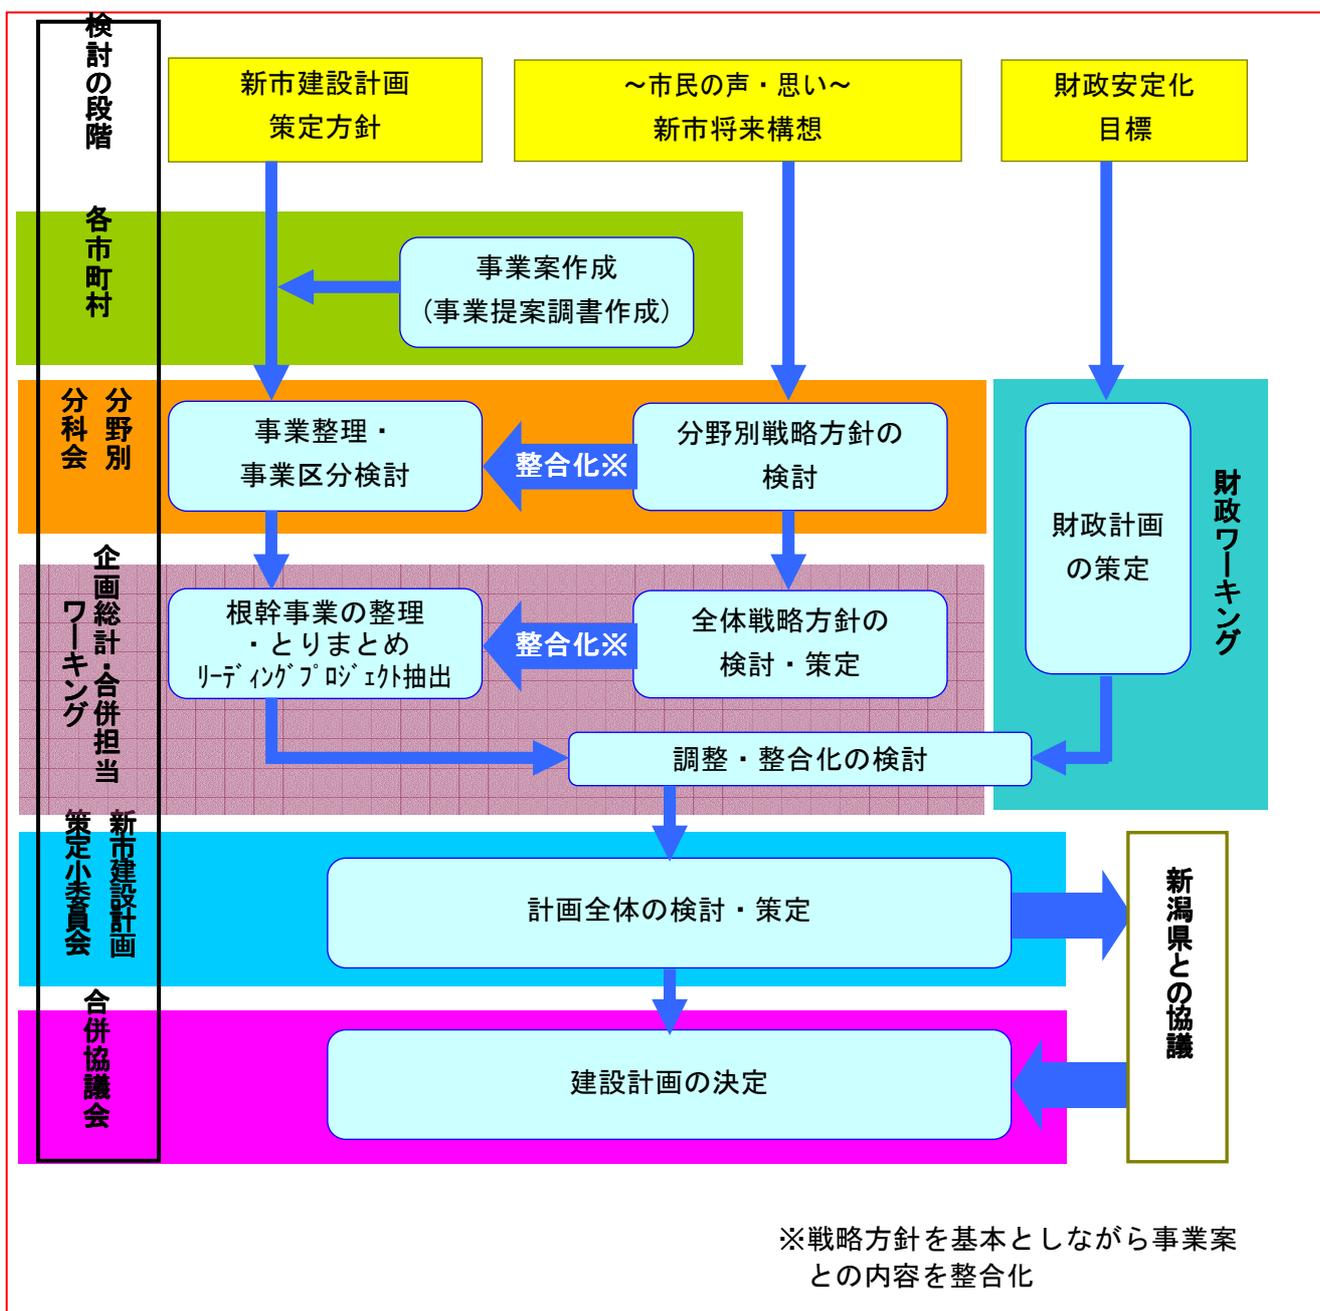 検討の段階
新市建設計画
策定方針
～市民の声・思い～
新市将来構想
財政安定化
目標
各市町村
事業案作成
(事業提案調書作成)
分野別
分科会
事業整理・
事業区分検討
整合化※
分野別戦略方針の
検討
財政計画
の策定
財政ワーキング
企画総計・合併担当
ワーキング
根幹事業の整理
・とりまとめ
ﾘｰﾃﾞｨﾝｸﾞﾌﾟﾛｼﾞｪｸﾄ抽出
整合化※
全体戦略方針の
検討・策定
調整・整合化の検討
新市建設計画
策定小委員会
計画全体の検討・策定
新潟県との協議
合併協議会
建設計画の決定
※戦略方針を基本としながら事業案
との内容を整合化